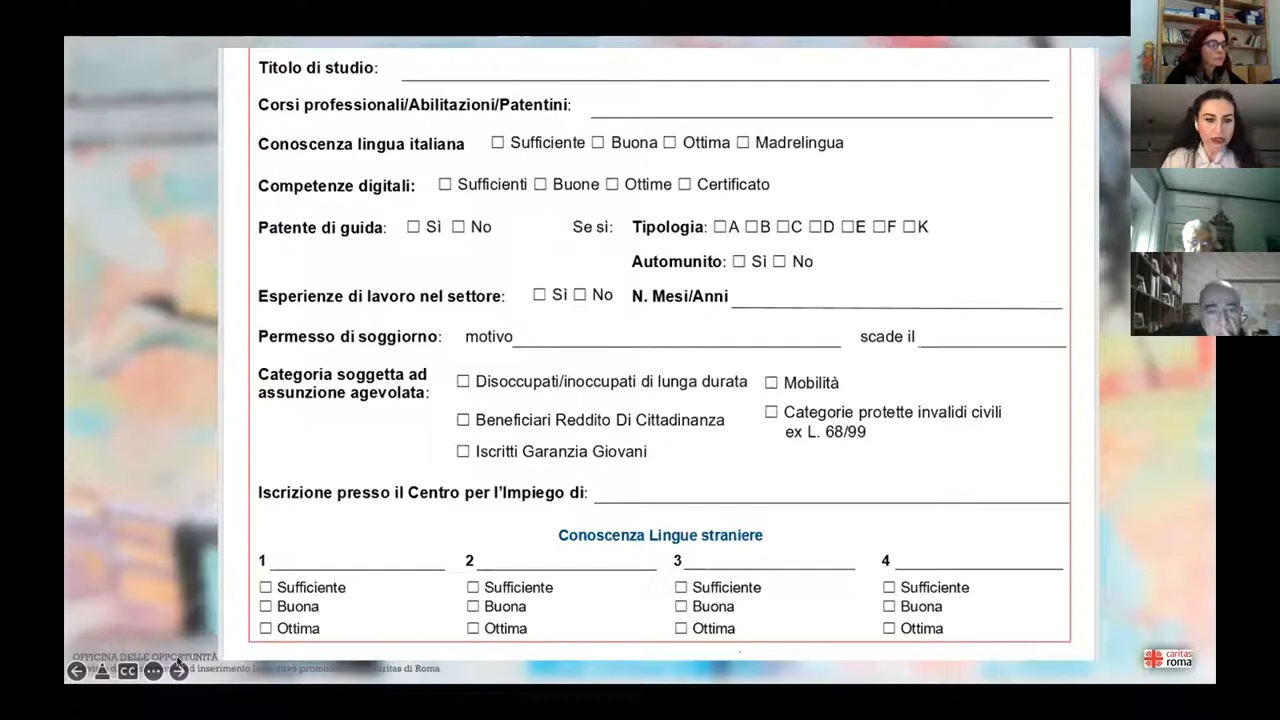 Titolo di studio:
Corsi professionali/Abilitazioni/Patentini:
Conoscenza lingua italiana ☐ Sufficiente ☐ Buona ☐ Ottima ☐ Madrelingua
Competenze digitali: ☐ Sufficienti ☐ Buone ☐ Ottime ☐ Certificato
Patente di guida: ☐ Sì ☐ No Se sì: Tipologia: ☐A ☐B ☐C ☐D ☐E ☐F ☐K
Automunito: ☐ Sì ☐ No
Esperienze di lavoro nel settore: ☐ Sì ☐ No N. Mesi/Anni
Permesso di soggiorno: motivo scade il
Categoria soggetta ad
assunzione agevolata:
☐ Disoccupati/inoccupati di lunga durata ☐ Mobilità
☐ Beneficiari Reddito Di Cittadinanza ☐ Categorie protette invalidi civili
ex L. 68/99
☐ Iscritti Garanzia Giovani
Iscrizione presso il Centro per l'Impiego di:
Conoscenza Lingue straniere
1 2 3 4
☐ Sufficiente ☐ Sufficiente ☐ Sufficiente ☐ Sufficiente
☐ Buona ☐ Buona ☐ Buona ☐ Buona
☐ Ottima ☐ Ottima ☐ Ottima ☐ Ottima
OFFICINA DELLE OPPORTUNITÀ
inserimento di Roma
CC
caritas
roma